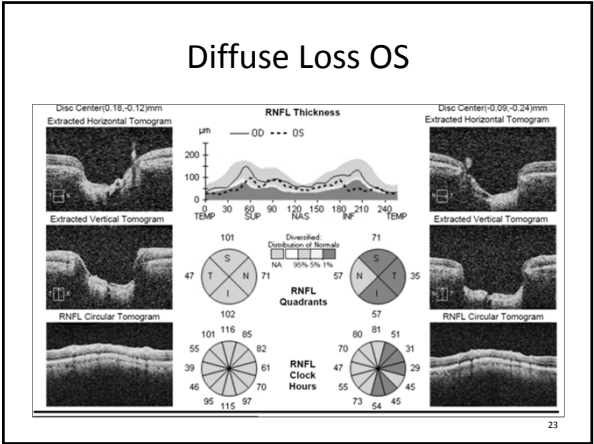 Diffuse Loss OS
Disc Center(0.18,-0.12)mm
Extracted Horizontal Tomogram
RNFL Thickness
Disc Center(-0.09,-0.24)mm
Extracted Horizontal Tomogram
µm
OD
OS
200
100
0
0 30 60 90 120 150 180 210 240
TEMP SUP NAS INF TEMP
Extracted Vertical Tomogram
Extracted Vertical Tomogram
Diversified:
Distribution of Normals
NA 95% 5% 1%
101
S
47 T N 71
I
102
71
S
57 N T 35
I
57
RNFL
Quadrants
RNFL Circular Tomogram
RNFL Circular Tomogram
116
101 85
55 82
39 61
46 70
95 97
115
81
80 51
70 31
47 29
55 45
73 45
54
RNFL
Clock
Hours
23